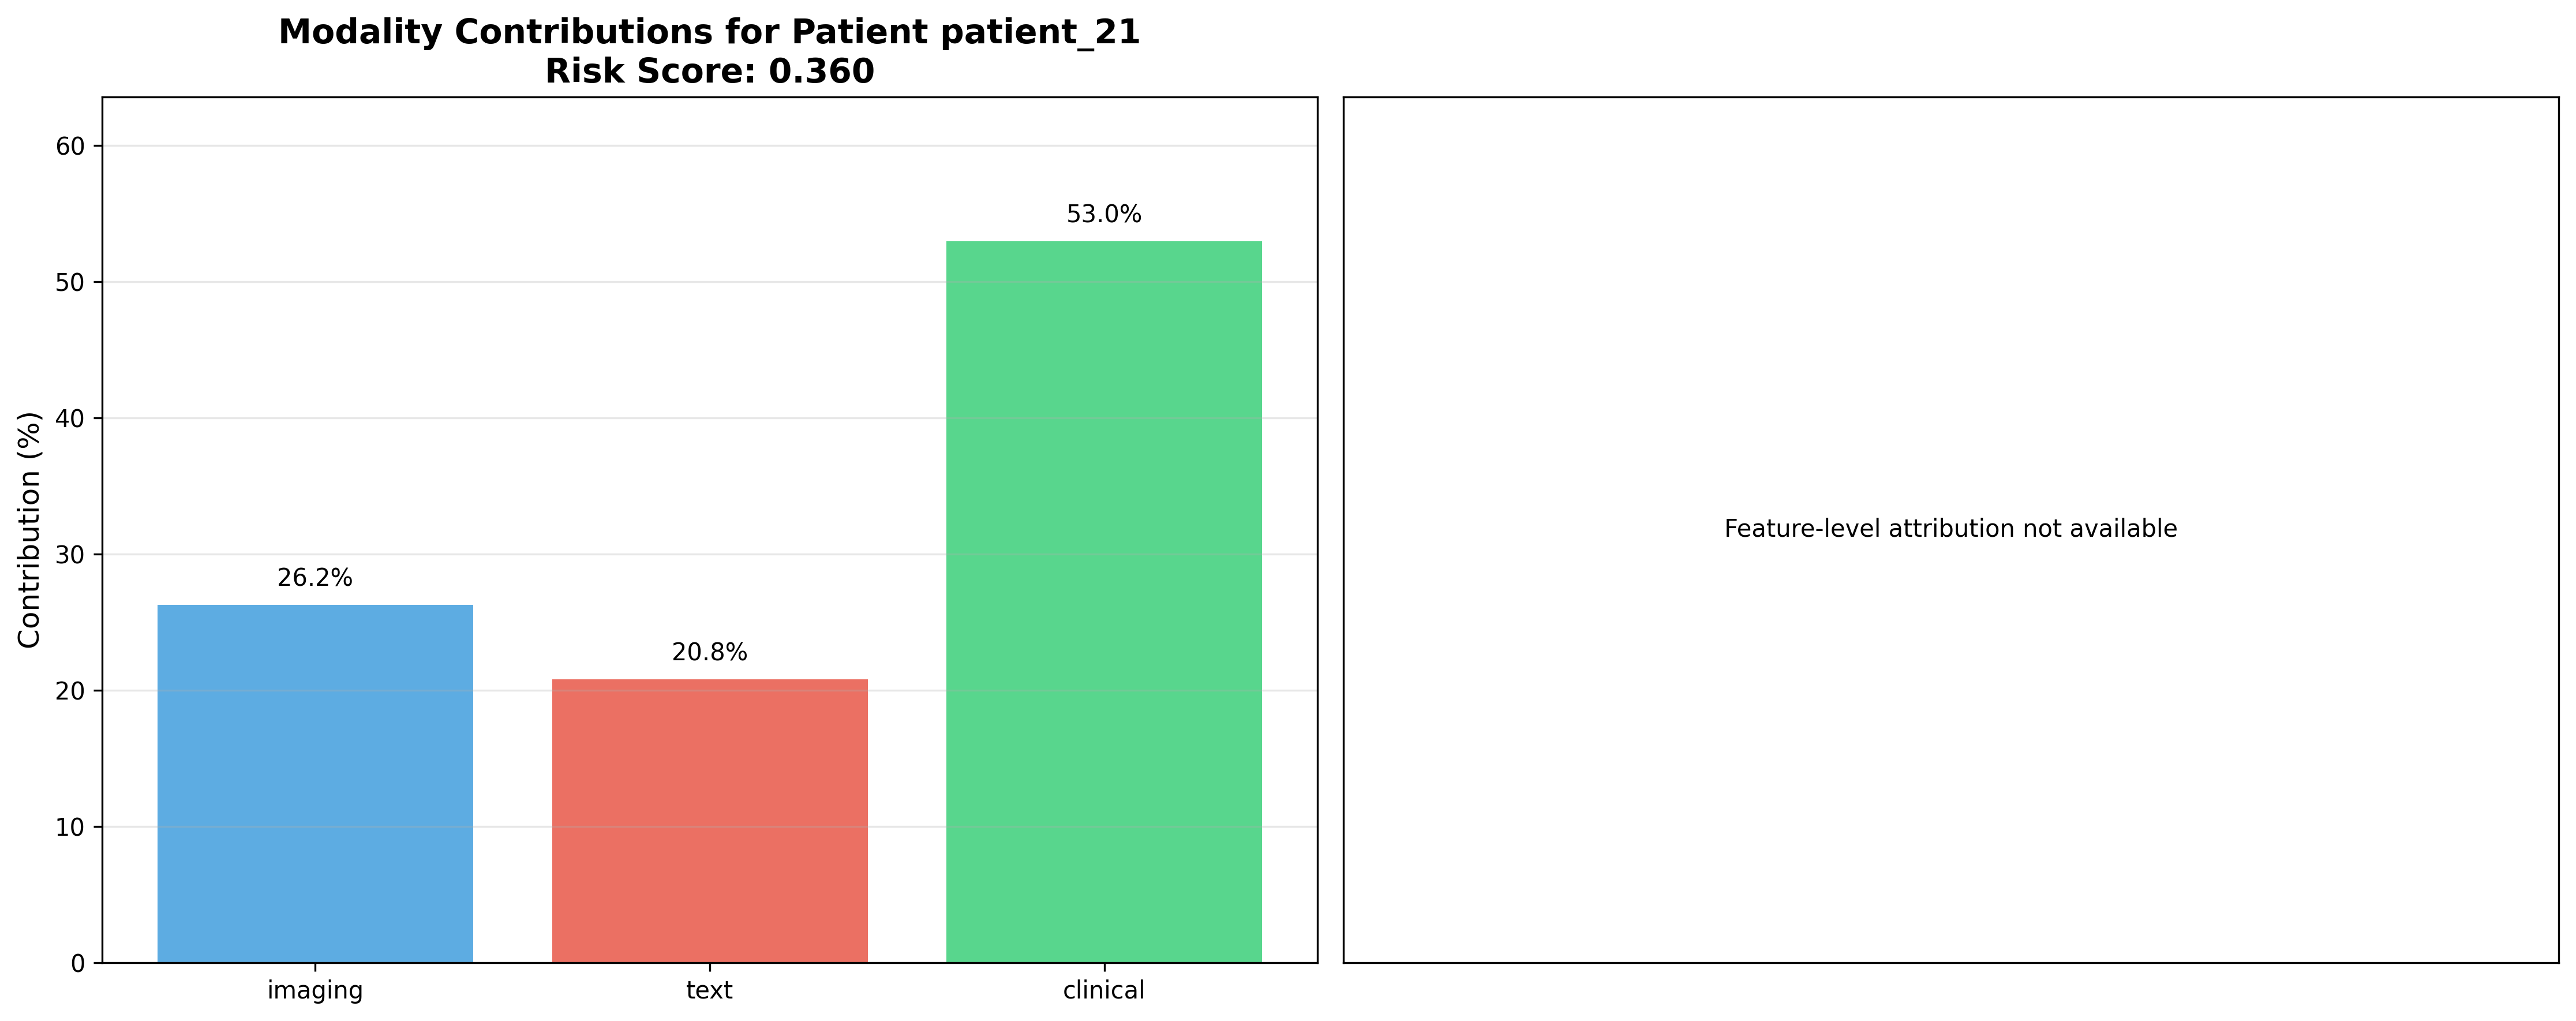 Modality Contributions for Patient patient_21
Risk Score: 0.360
Contribution (%)
60
50
40
30
20
10
0
26.2%
20.8%
53.0%
imaging
text
clinical
Feature-level attribution not available